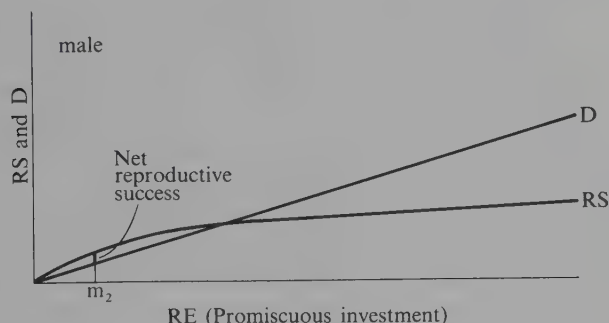 male
RS and D
Net
reproductive
success
D
RS
m₂
RE (Promiscuous investment)